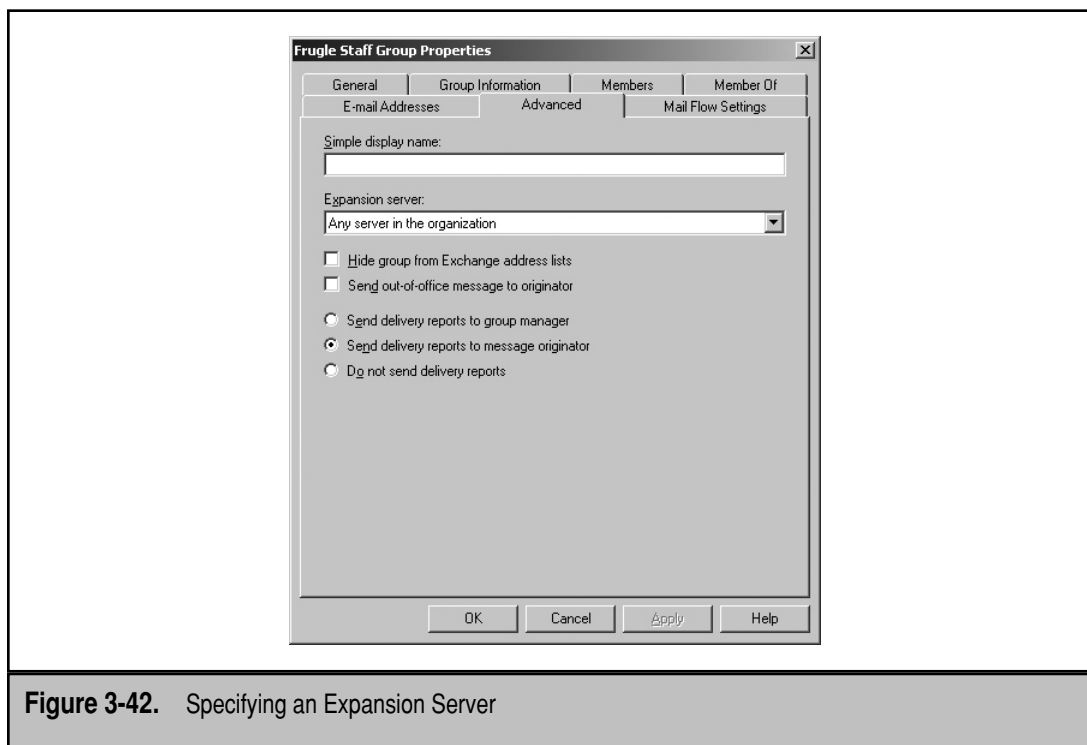 Frugle Staff Group Properties
General Group Information Members Member Of
E-mail Addresses Advanced Mail Flow Settings
Simple display name:
Expansion server:
Any server in the organization
Hide group from Exchange address lists
Send out-of-office message to originator
Send delivery reports to group manager
Send delivery reports to message originator
Do not send delivery reports
OK Cancel Apply Help
Figure 3-42. Specifying an Expansion Server